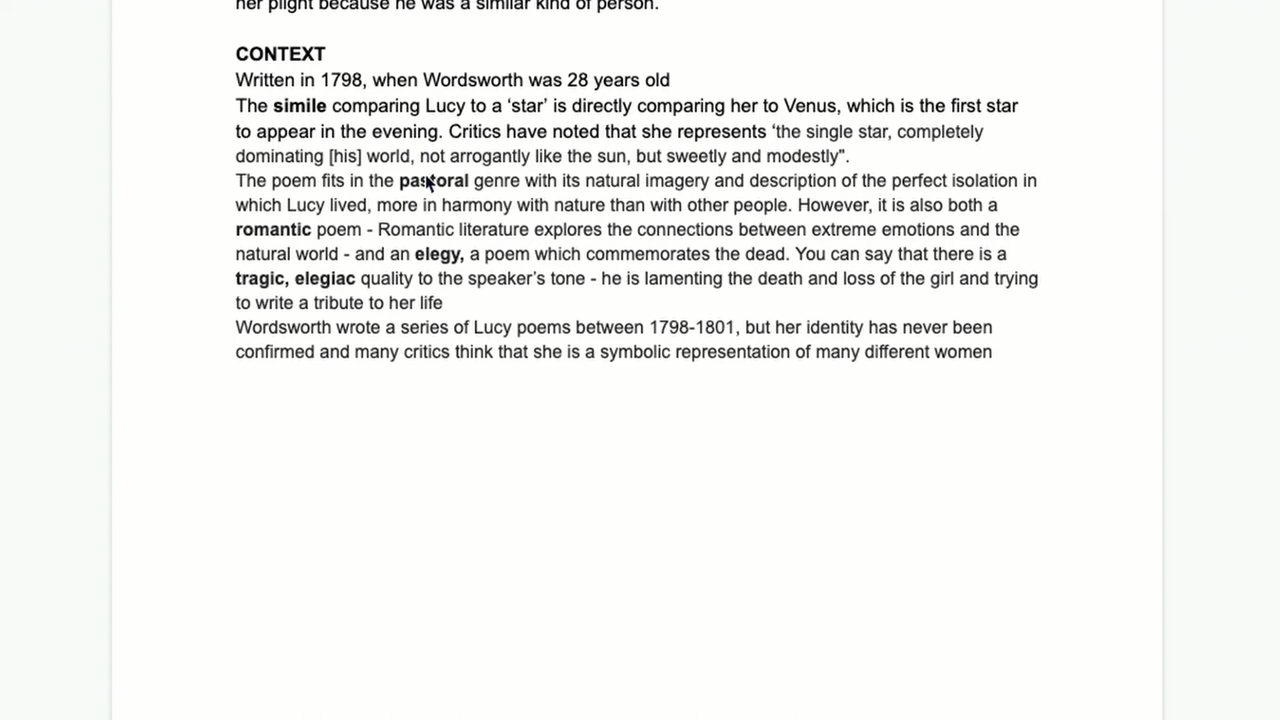 her plight because he was a similar kind of person.
CONTEXT
Written in 1798, when Wordsworth was 28 years old
The simile comparing Lucy to a ‘star’ is directly comparing her to Venus, which is the first star
to appear in the evening. Critics have noted that she represents ‘the single star, completely
dominating [his] world, not arrogantly like the sun, but sweetly and modestly".
The poem fits in the pastoral genre with its natural imagery and description of the perfect isolation in
which Lucy lived, more in harmony with nature than with other people. However, it is also both a
romantic poem - Romantic literature explores the connections between extreme emotions and the
natural world - and an elegy, a poem which commemorates the dead. You can say that there is a
tragic, elegiac quality to the speaker’s tone - he is lamenting the death and loss of the girl and trying
to write a tribute to her life
Wordsworth wrote a series of Lucy poems between 1798-1801, but her identity has never been
confirmed and many critics think that she is a symbolic representation of many different women